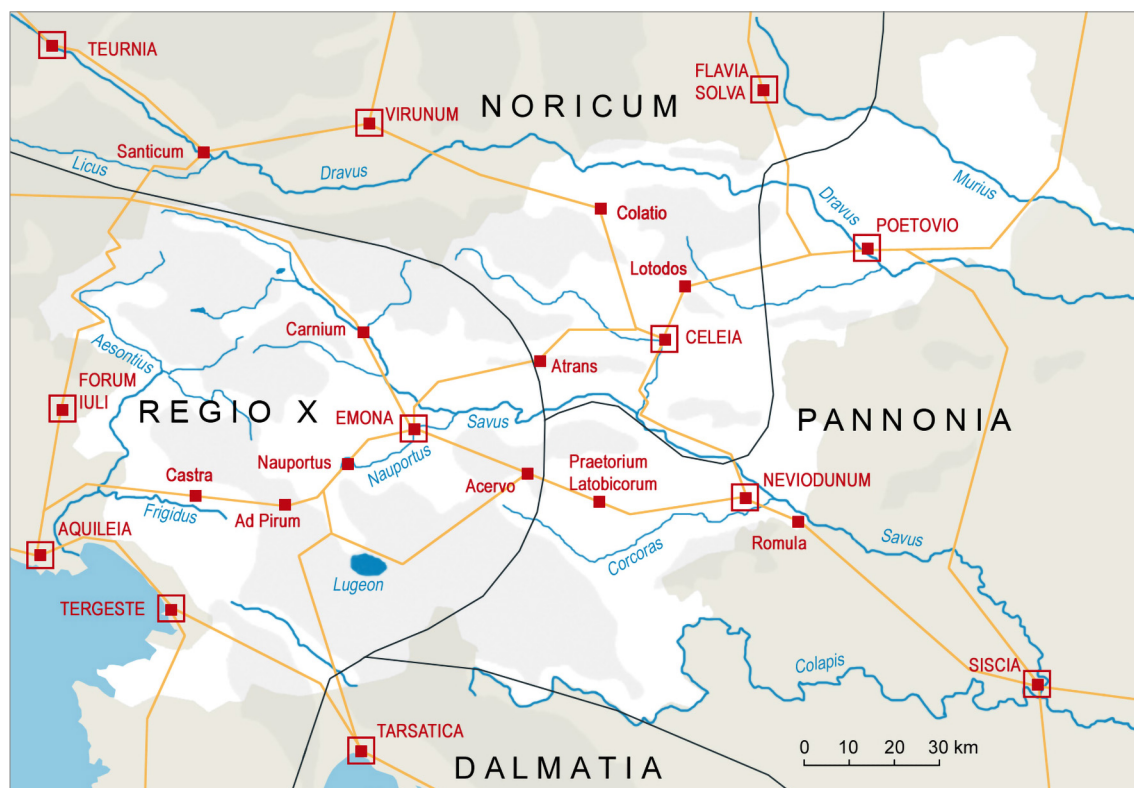 TEURNIA
FLAVIA
SOLVA
NORICUM
VIRUNUM
Santicum
Licus
Dravus
Murius
Dravus
Colatio
POETOVIO
Lotodos
Carnium
CELEIA
Aesontius
Atrans
FORUM
IULI
REGIO X
EMONA
Savus
PANNONIA
Nauportus
Nauportus
Castra
Acervo
Praetorium
Latobicorum
NEVIODUNUM
Frigidus
Ad Pirum
AQUILEIA
Romula
Savus
Corcoras
Lugeon
TERGESTE
Colapis
SISCIA
TARSATICA
DALMATIA
0 10 20 30 km